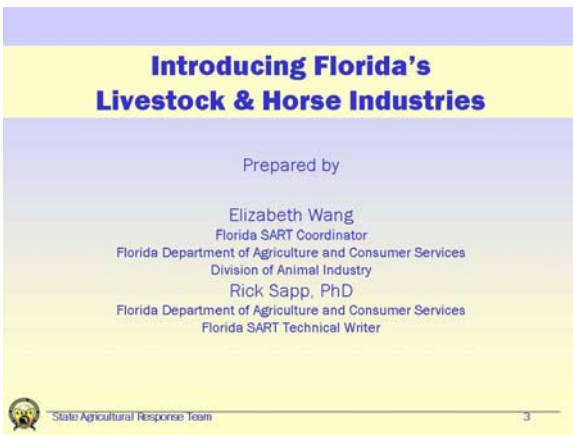 Introducing Florida's
Livestock & Horse Industries
Prepared by
Elizabeth Wang
Florida SART Coordinator
Florida Department of Agriculture and Consumer Services
Division of Animal Industry
Rick Sapp, PhD
Florida Department of Agriculture and Consumer Services
Florida SART Technical Writer
State Agricultural Response Team 3